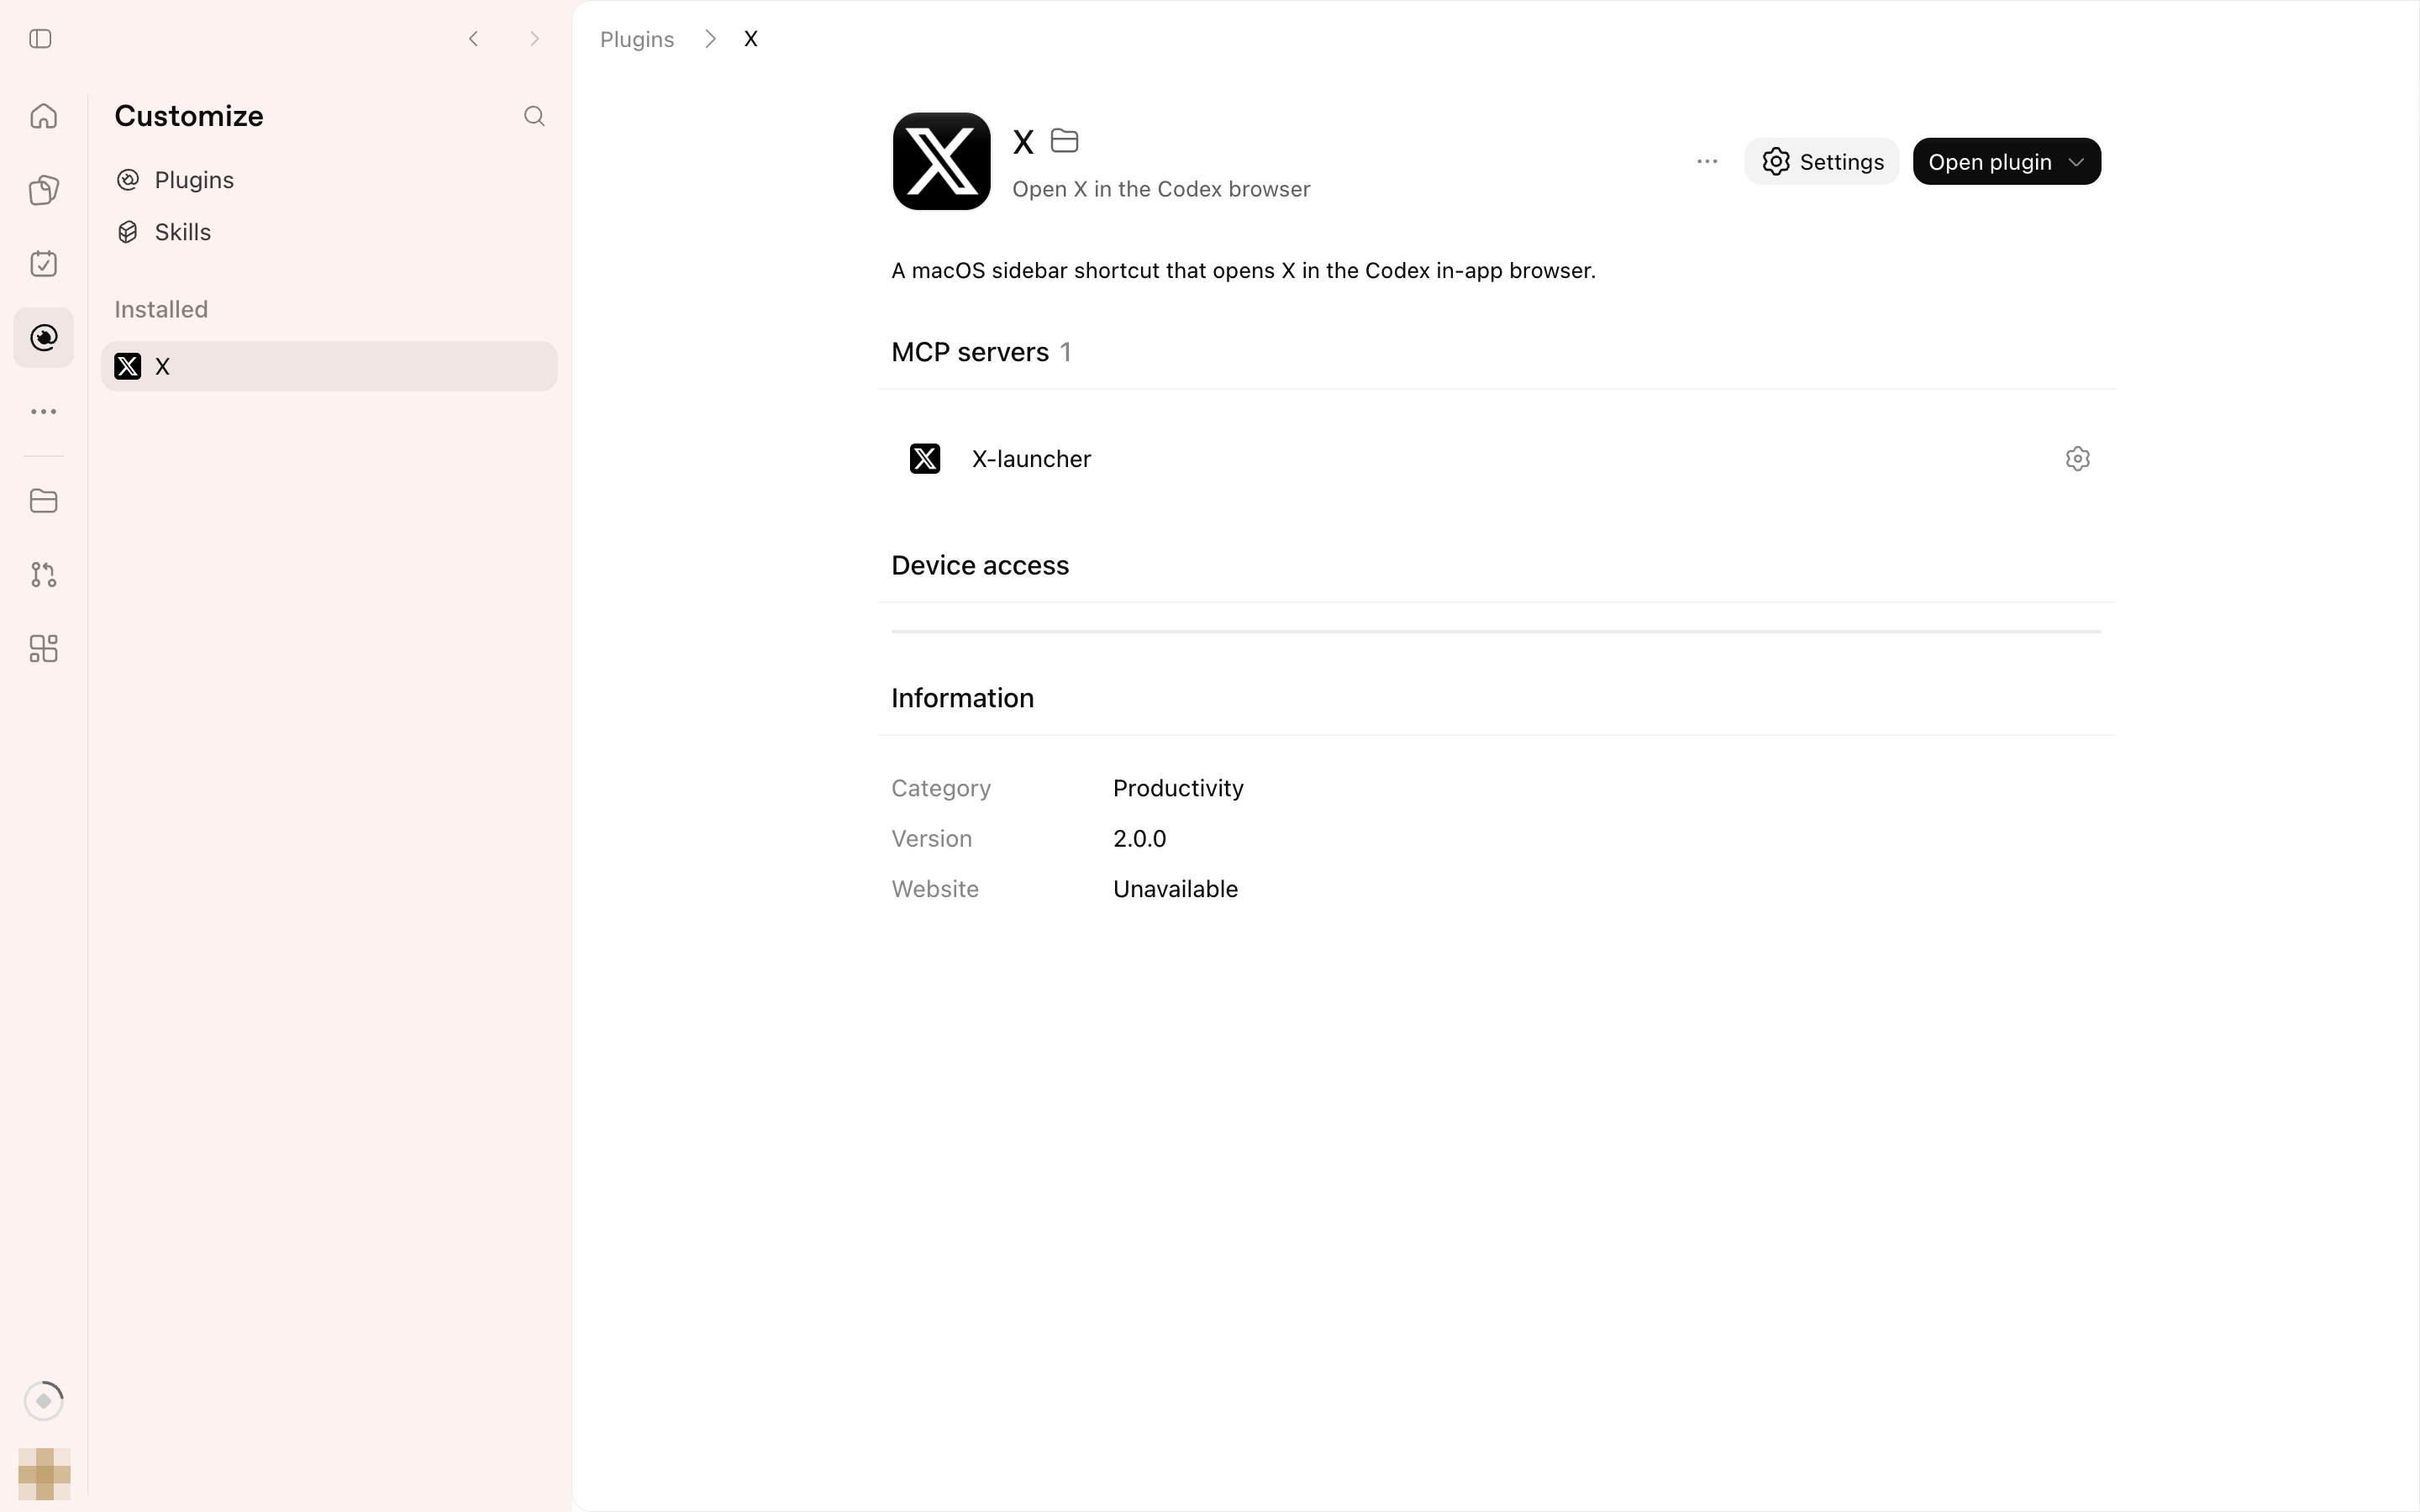 Plugins > X
Customize
Plugins
Skills
Installed
X
X
Open X in the Codex browser
Settings
Open plugin
A macOS sidebar shortcut that opens X in the Codex in-app browser.
MCP servers 1
X-launcher
Device access
Information
Category Productivity
Version 2.0.0
Website Unavailable